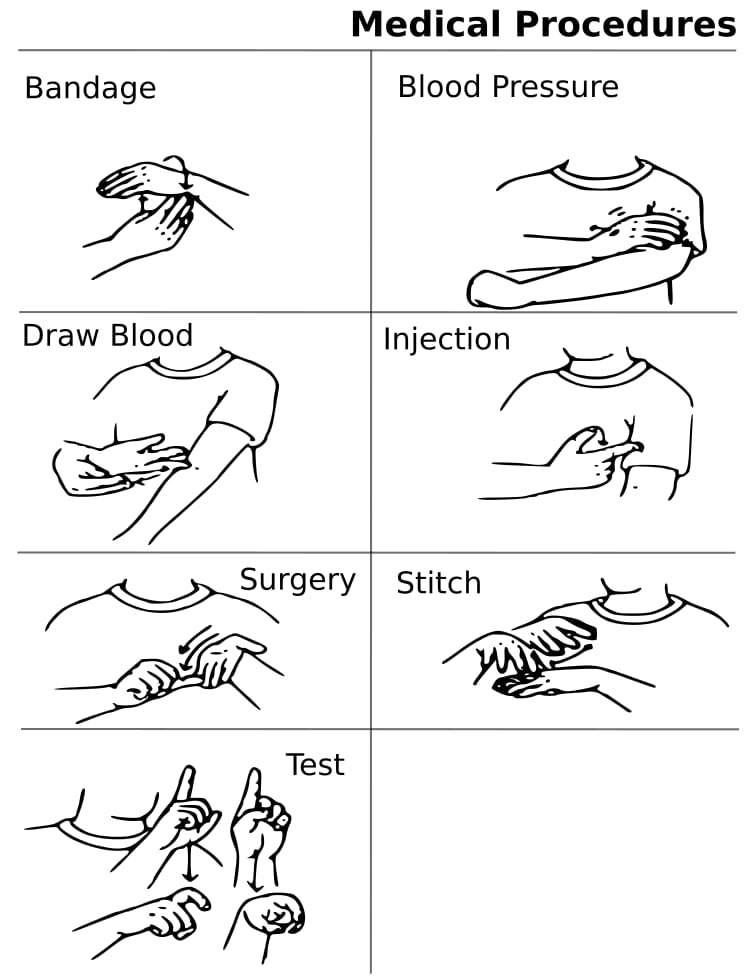 Medical Procedures
Bandage
Blood Pressure
Draw Blood
Injection
Surgery
Stitch
Test